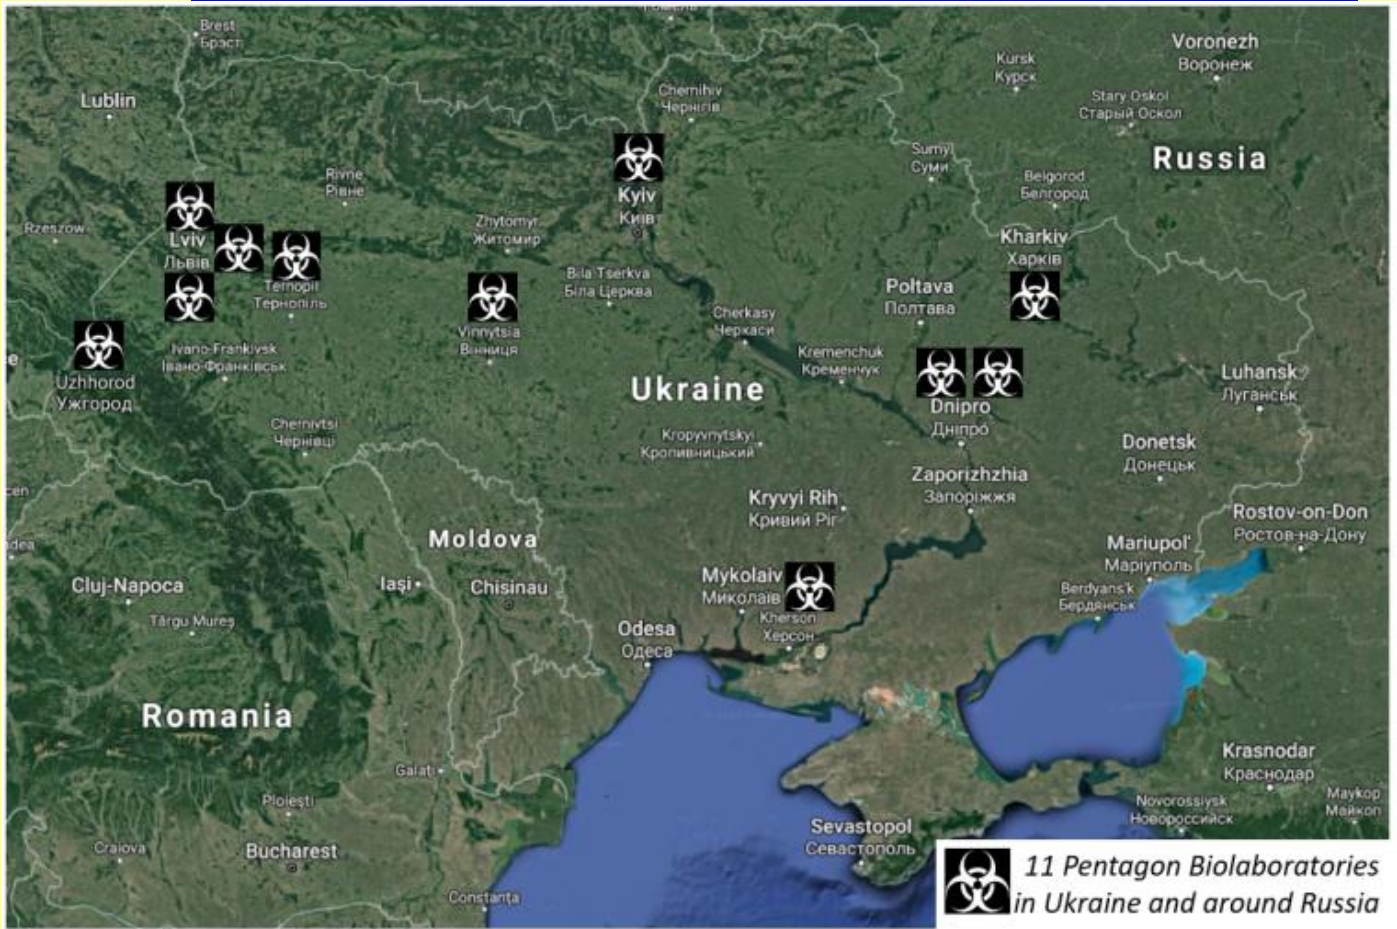 Гомель
Brest
Брэст
Voronezh
Воронеж
Kursk
Курск
Chernihiv
Чернігів
Stary Oskol
Старый Оскол
Lublin
Sumy
Суми
Russia
Rivne
Рівне
Kyiv
Київ
Belgorod
Белгород
Rzeszow
Lviv
Львів
Zhytomyr
Житомир
Kharkiv
Харків
Ternopil
Тернопіль
Bila Tserkva
Біла Церква
Poltava
Полтава
Cherkasy
Черкаси
Vinnytsia
Вінниця
Ivano-Frankivsk
Івано-Франківськ
Kremenchuk
Кременчук
Uzhhorod
Ужгород
Ukraine
Luhansk
Луганськ
Dnipro
Дніпро
Chernivtsi
Чернівці
Kropyvnytskyi
Кропивницький
Donetsk
Донецьк
Zaporizhzhia
Запоріжжя
Kryvyi Rih
Кривий Ріг
Rostov-on-Don
Ростов-на-Дону
Moldova
Mariupol'
Маріуполь
Cluj-Napoca
Iași
Chisinau
Mykolaiv
Миколаїв
Berdyans'k
Бердянськ
Târgu Mureș
Kherson
Херсон
Odesa
Одеса
Romania
Krasnodar
Краснодар
Galați
Maykop
Майкоп
Ploiești
Novorossiysk
Новороссийск
Sevastopol
Севастополь
Craiova
Bucharest
Constanța
11 Pentagon Biolaboratories
in Ukraine and around Russia